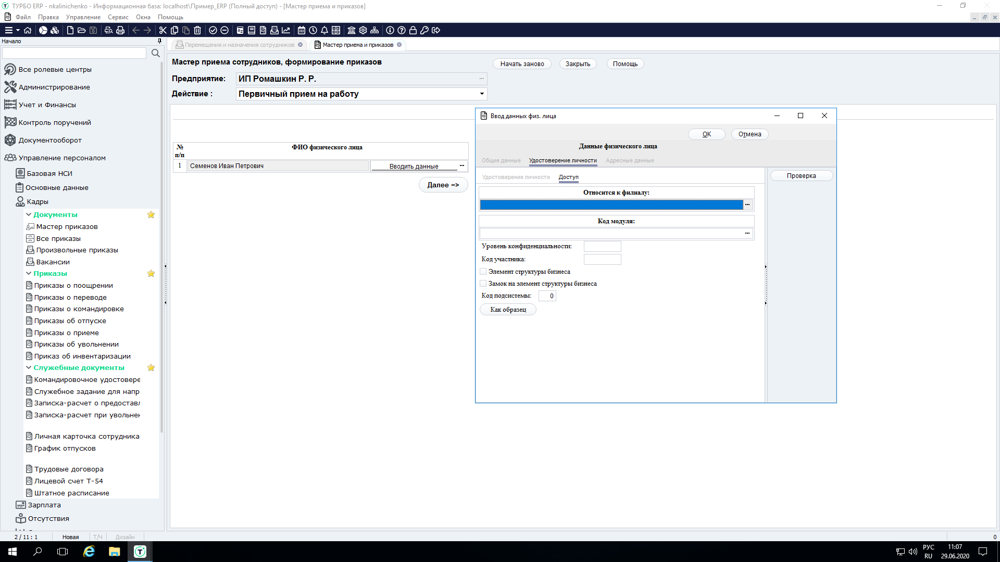 ТУРБО ERP - nkalinichenko - Информационная база: localhost\Пример_ERP (Полный доступ) - [Мастер приема и приказов]
Файл Правка Управление Сервис Окна Помощь
Начало
Перемещения и назначения сотрудников
Мастер приема и приказов
Все ролевые центры
Администрирование
Учет и Финансы
Контроль поручений
Документооборот
Управление персоналом
Базовая НСИ
Основные данные
Кадры
Документы
Мастер приказов
Все приказы
Произвольные приказы
Вакансии
Приказы
Приказы о поощрении
Приказы о переводе
Приказы о командировке
Приказы об отпуске
Приказы о приеме
Приказы об увольнении
Приказ об инвентаризации
Служебные документы
Командировочное удостовере
Служебное задание для напр
Записка-расчет о предостав
Записка-расчет при увольне
Личная карточка сотрудника
График отпусков
Трудовые договора
Лицевой счет Т-54
Штатное расписание
Зарплата
Отсутствия
Мастер приема сотрудников, формирование приказов
Начать заново Закрыть Помощь
Предприятие: ИП Ромашкин Р. Р.
Действие : Первичный прием на работу
№ п/п ФИО физического лица
1 Семенов Иван Петрович Вводить данные
Далее =>
Ввод данных физ. лица
ОК Отмена
Данные физического лица
Общие данные Удостоверение личности Адресные данные
Удостоверение личности Доступ
Проверка
Относится к филиалу:
Код модуля:
Уровень конфиденциальности:
Код участника:
Элемент структуры бизнеса
Замок на элемент структуры бизнеса
Код подсистемы: 0
Как образец
2 / 11 : 1 Новая Т/Ч Дизайн 0
РУС 11:07
RU 29.06.2020